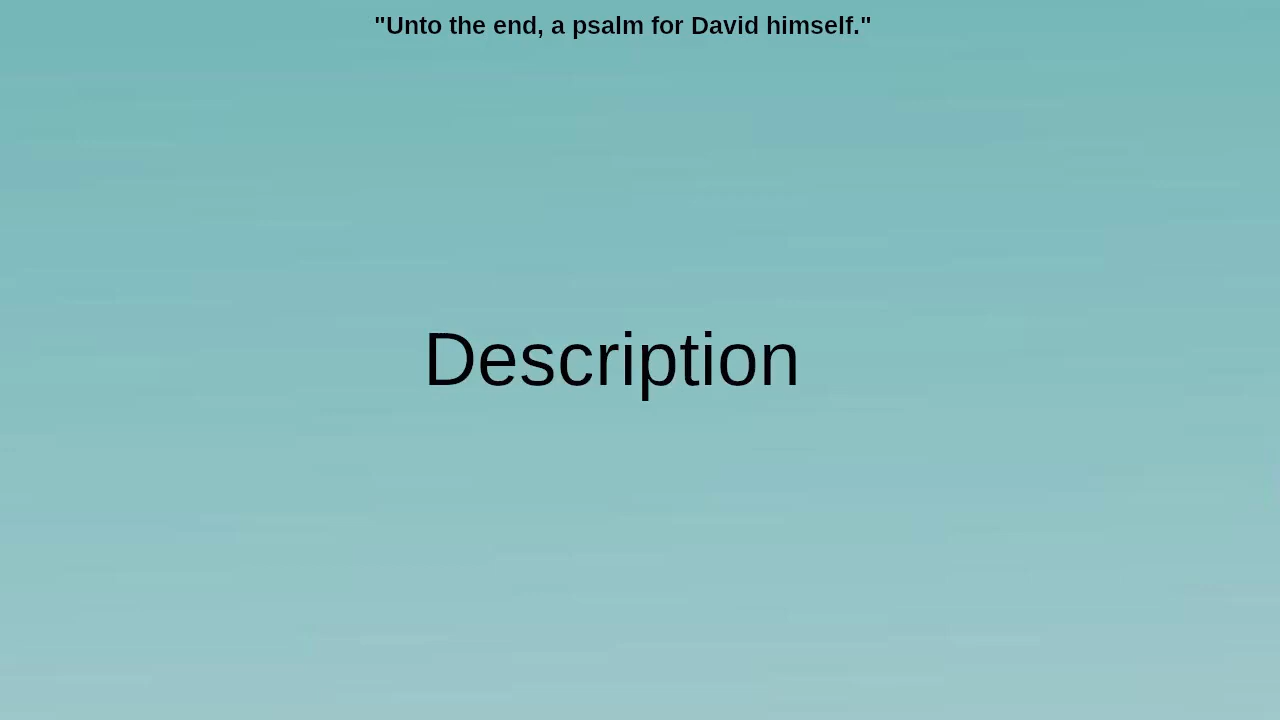 "Unto the end, a psalm for David himself."
Description